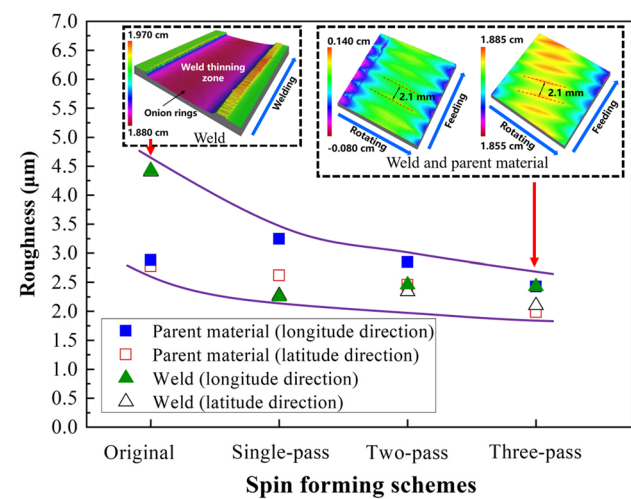 7.0
6.5
6.0
5.5
5.0
4.5
4.0
3.5
3.0
2.5
2.0
1.5
1.0
0.5
0.0
Roughness (μm)
1.970 cm
1.880 cm
Weld thinning
zone
Onion rings
Welding
Weld
0.140 cm
-0.080 cm
2.1 mm
Rotating
Feeding
1.885 cm
1.855 cm
2.1 mm
Rotating
Feeding
Weld and parent material
Parent material (longitude direction)
Parent material (latitude direction)
Weld (longitude direction)
Weld (latitude direction)
Original Single-pass Two-pass Three-pass
Spin forming schemes